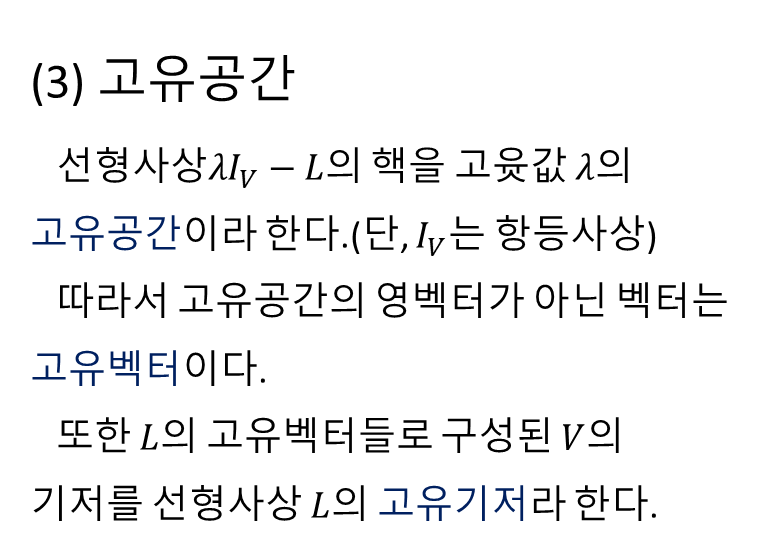 (3) 고유공간
선형사상λI_V − L의 핵을 고윳값 λ의
고유공간이라 한다.(단, I_V는 항등사상)
따라서 고유공간의 영벡터가 아닌 벡터는
고유벡터이다.
또한 L의 고유벡터들로 구성된 V의
기저를 선형사상 L의 고유기저라 한다.